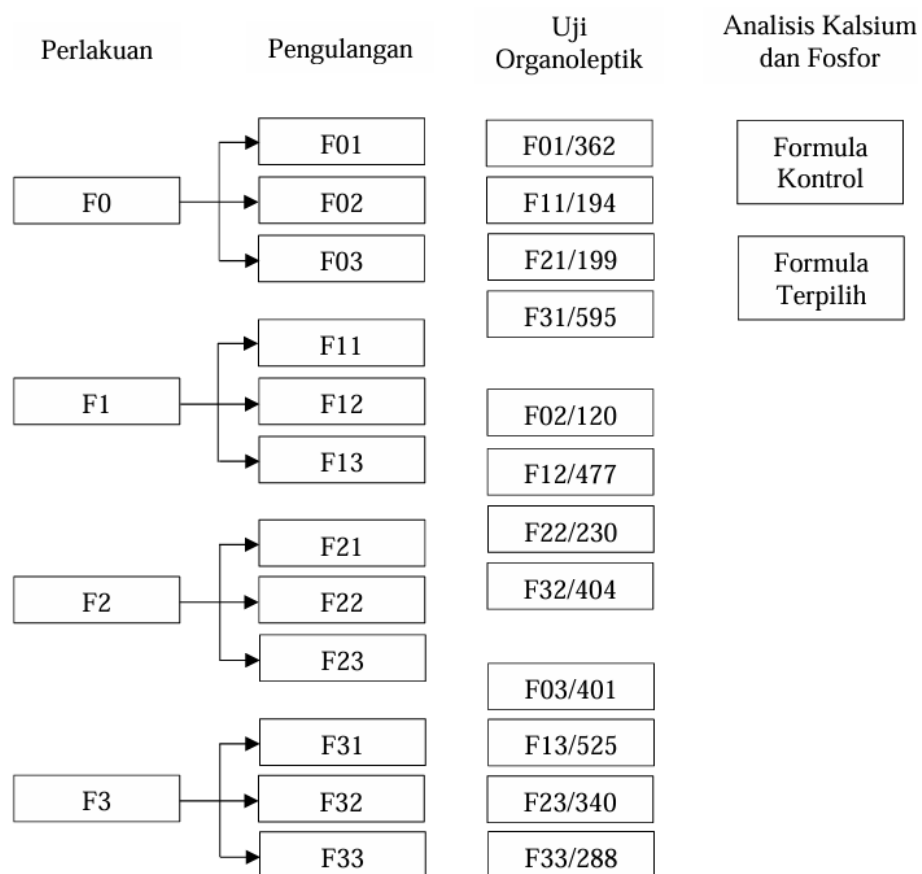 Perlakuan
Pengulangan
Uji
Organoleptik
Analisis Kalsium
dan Fosfor
F0
F01
F02
F03
F1
F11
F12
F13
F2
F21
F22
F23
F3
F31
F32
F33
F01/362
F11/194
F21/199
F31/595
F02/120
F12/477
F22/230
F32/404
F03/401
F13/525
F23/340
F33/288
Formula
Kontrol
Formula
Terpilih